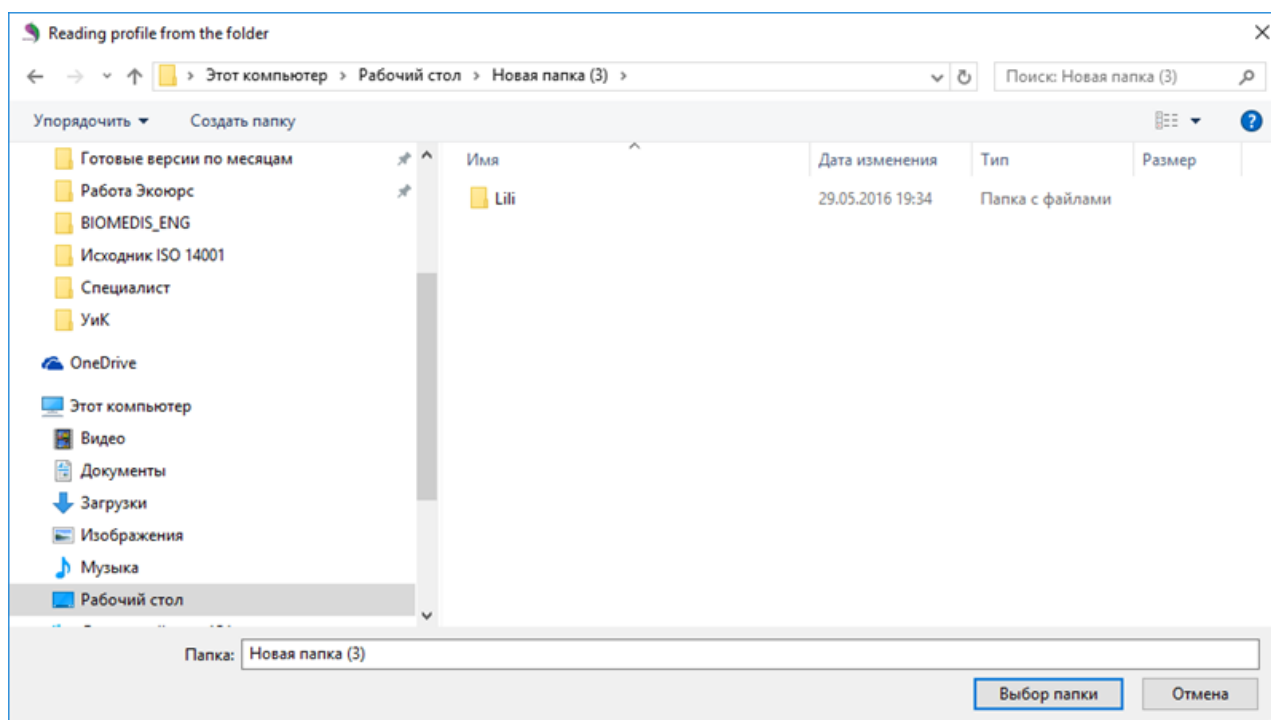 Reading profile from the folder
Этот компьютер > Рабочий стол > Новая папка (3) >
Поиск: Новая папка (3)
Упорядочить
Создать папку
Готовые версии по месяцам
Работа Экоюрс
BIOMEDIS_ENG
Исходник ISO 14001
Специалист
УиК
OneDrive
Этот компьютер
Видео
Документы
Загрузки
Изображения
Музыка
Рабочий стол
Имя Дата изменения Тип Размер
Lili 29.05.2016 19:34 Папка с файлами
Папка: Новая папка (3)
Выбор папки Отмена